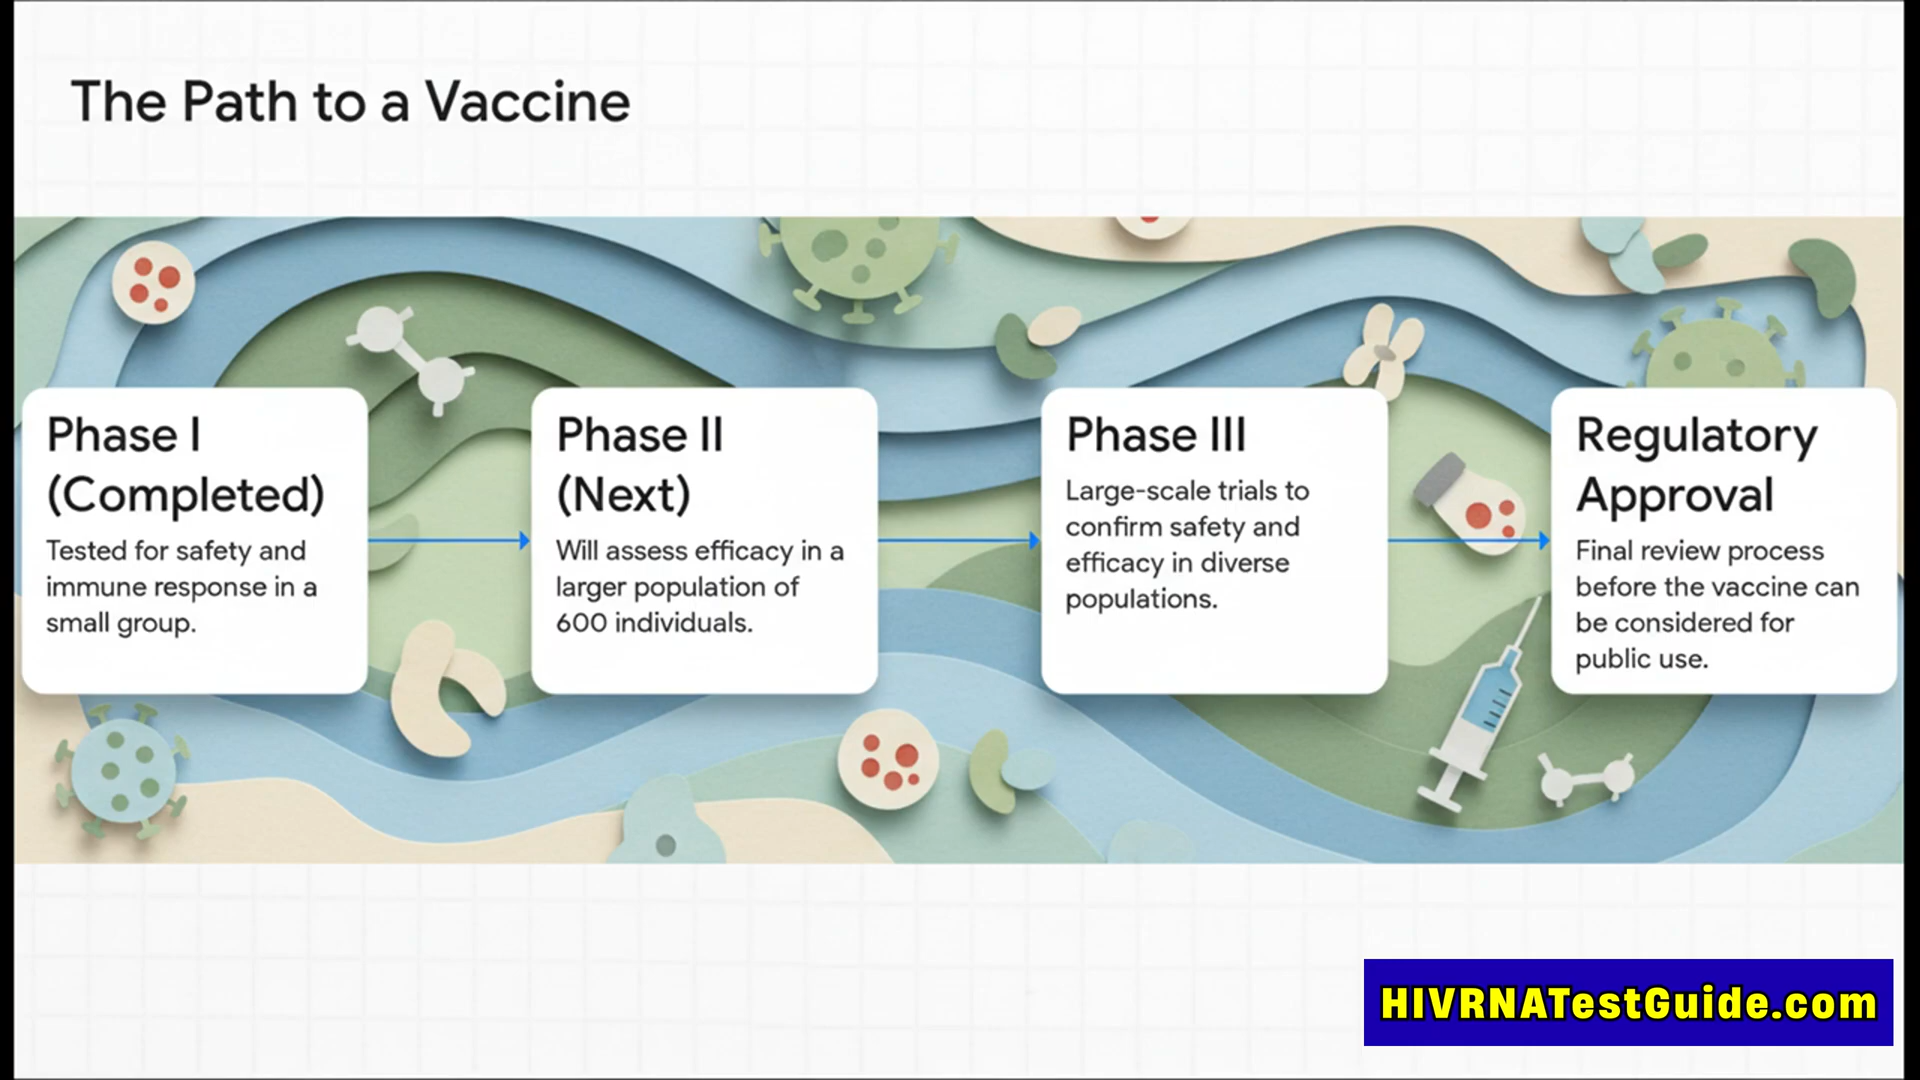 The Path to a Vaccine
Phase I
(Completed)
Tested for safety and
immune response in a
small group.
Phase II
(Next)
Will assess efficacy in a
larger population of
600 individuals.
Phase III
Large-scale trials to
confirm safety and
efficacy in diverse
populations.
Regulatory
Approval
Final review process
before the vaccine can
be considered for
public use.
HIVRNATestGuide.com